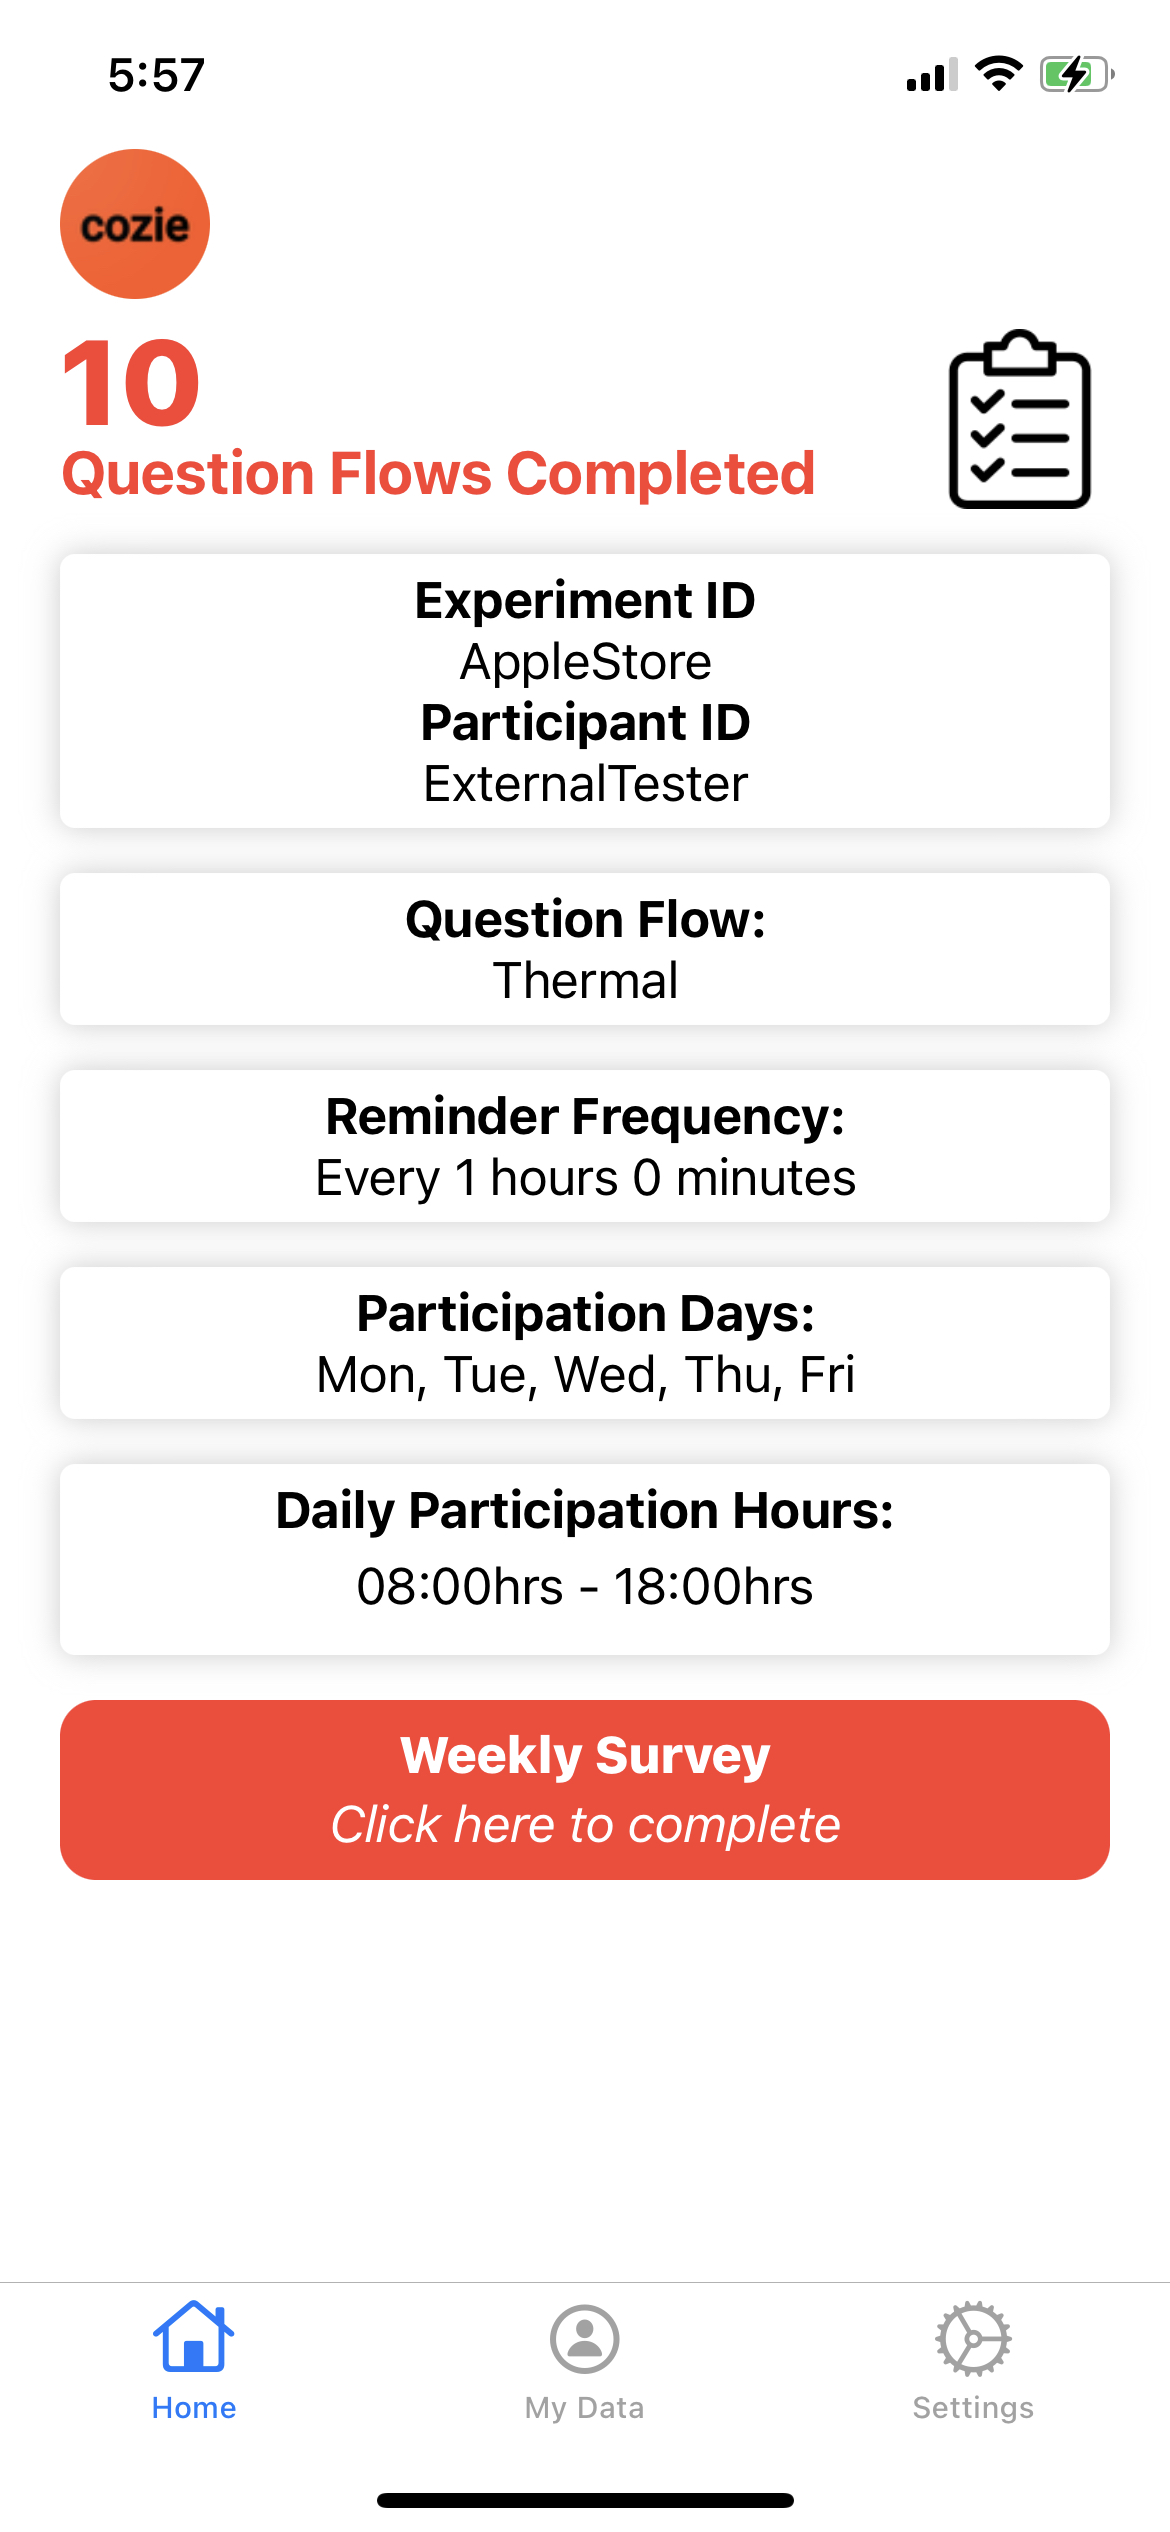 5:57
cozie
10
Question Flows Completed
Experiment ID
AppleStore
Participant ID
ExternalTester
Question Flow:
Thermal
Reminder Frequency:
Every 1 hours 0 minutes
Participation Days:
Mon, Tue, Wed, Thu, Fri
Daily Participation Hours:
08:00hrs - 18:00hrs
Weekly Survey
Click here to complete
Home
My Data
Settings